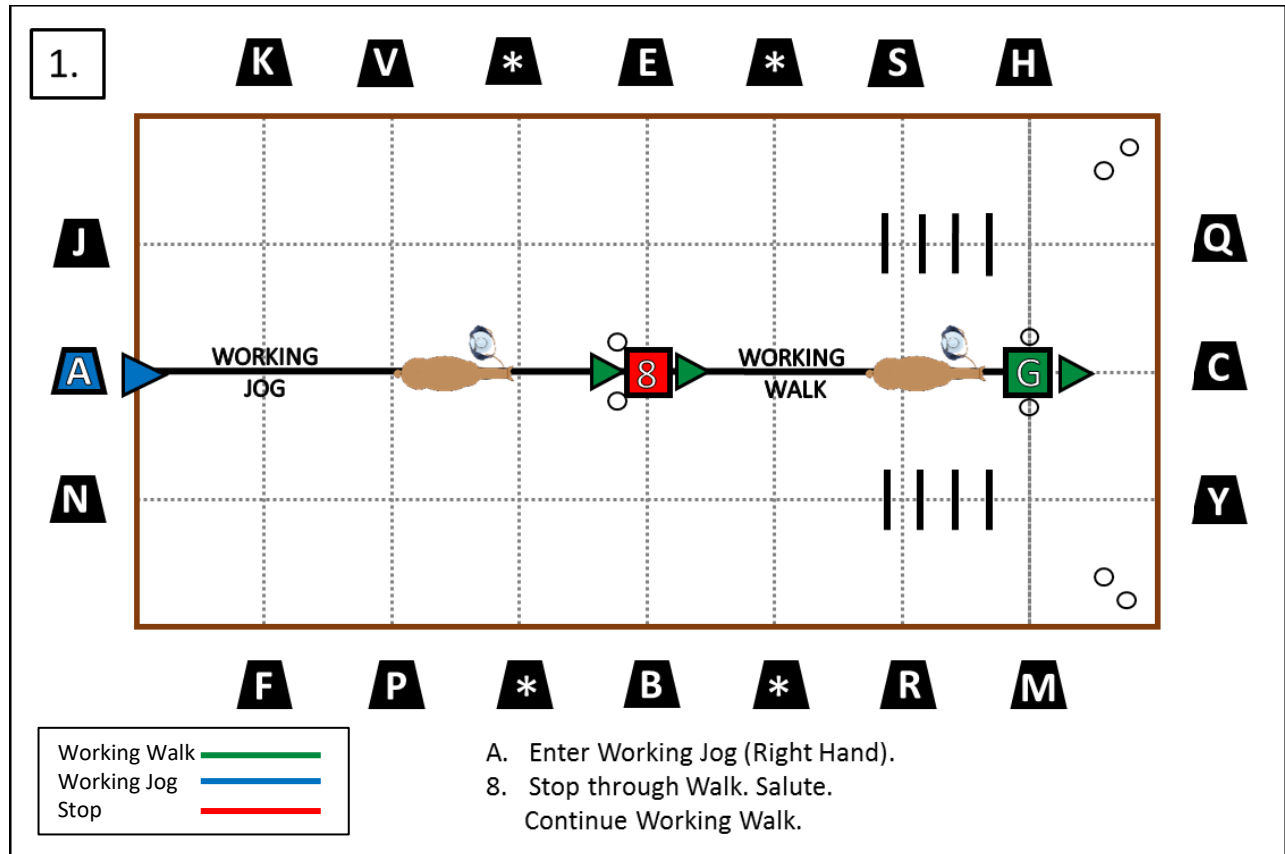 1.
K V * E * S H
J Q
WORKING WORKING
A 8 G C
JOG WALK
N Y
F P * B * R M
Working Walk
Working Jog
Stop
A. Enter Working Jog (Right Hand).
8. Stop through Walk. Salute.
Continue Working Walk.